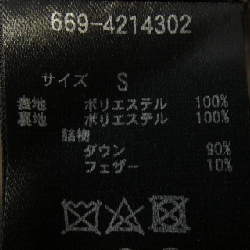 669-4214302
サイズ S
表地 ポリエステル 100%
裏地 ポリエステル 100%
詰物
ダウン 90%
フェザー 10%